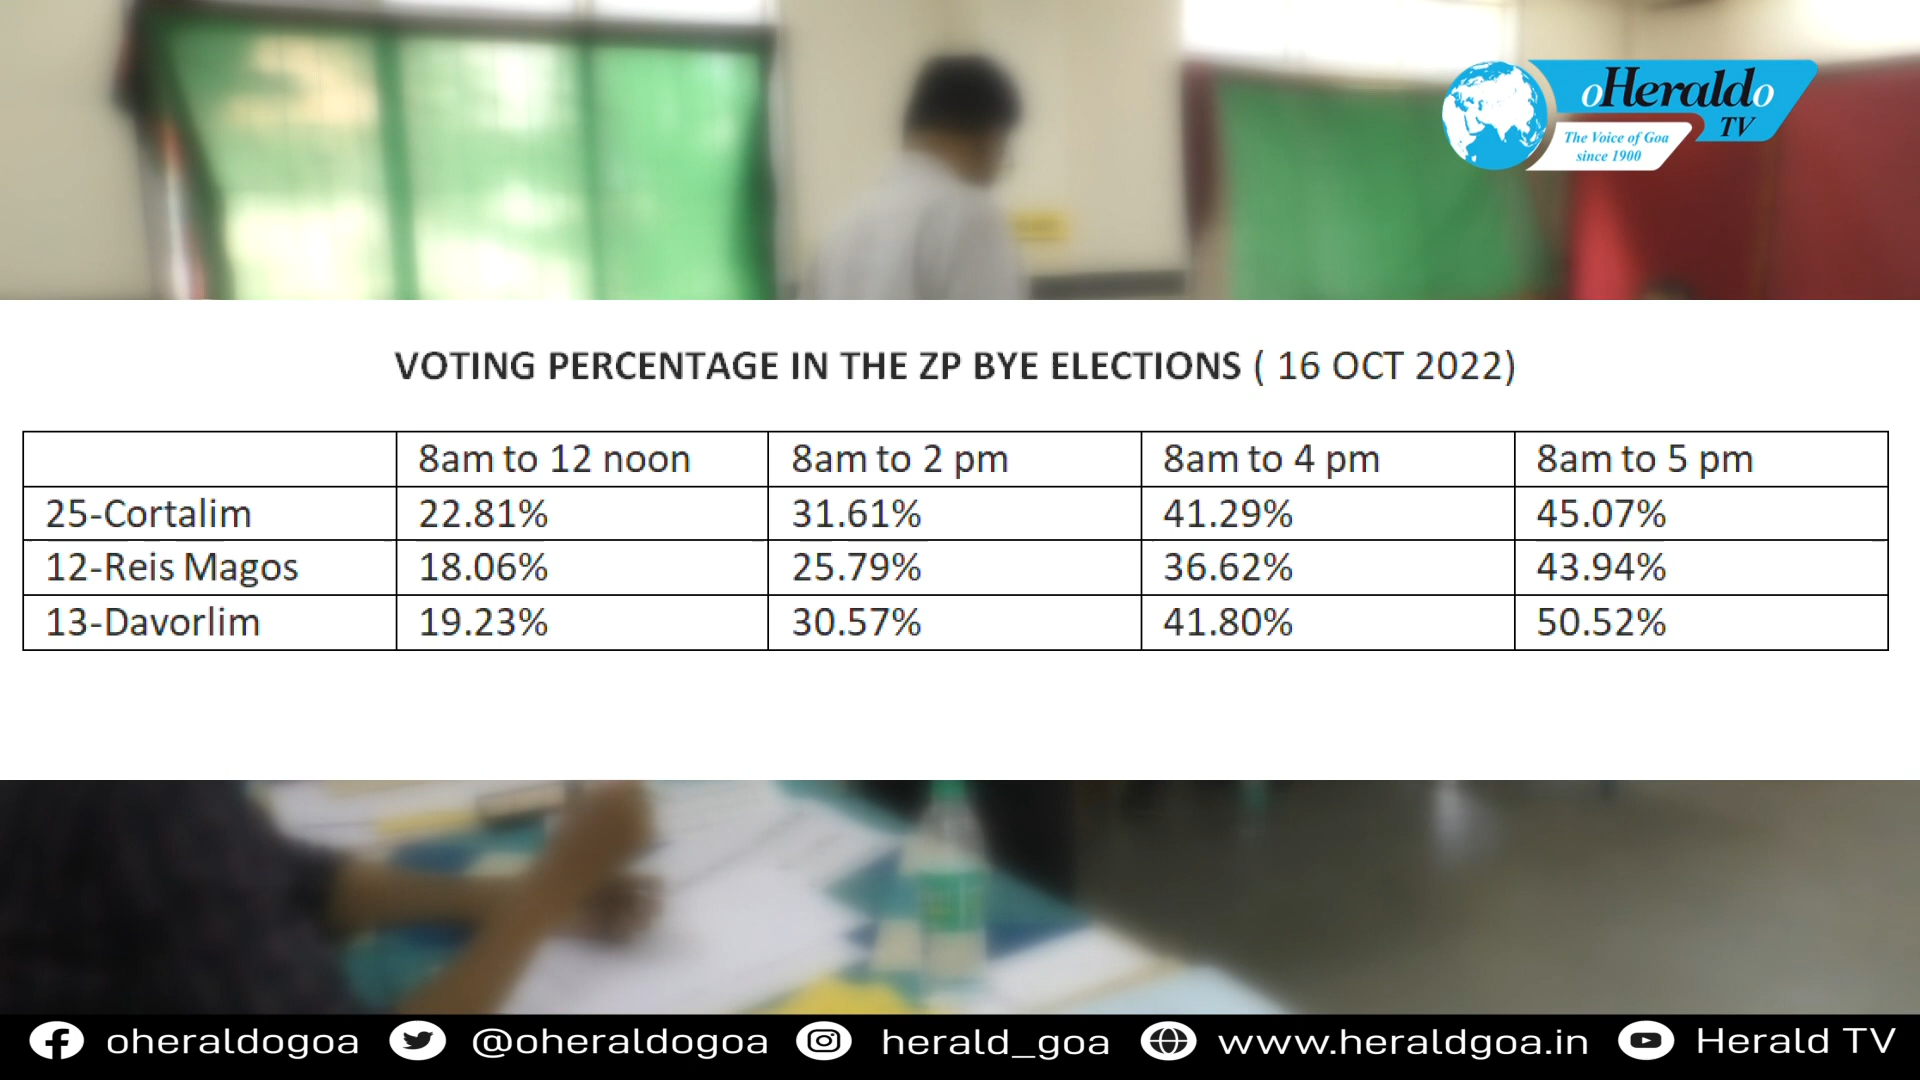 oHeraldo
TV
The Voice of Goa
since 1900
VOTING PERCENTAGE IN THE ZP BYE ELECTIONS ( 16 OCT 2022)
8am to 12 noon 8am to 2 pm 8am to 4 pm 8am to 5 pm
25-Cortalim 22.81% 31.61% 41.29% 45.07%
12-Reis Magos 18.06% 25.79% 36.62% 43.94%
13-Davorlim 19.23% 30.57% 41.80% 50.52%
oheraldogoa @oheraldogoa herald_goa www.heraldgoa.in Herald TV